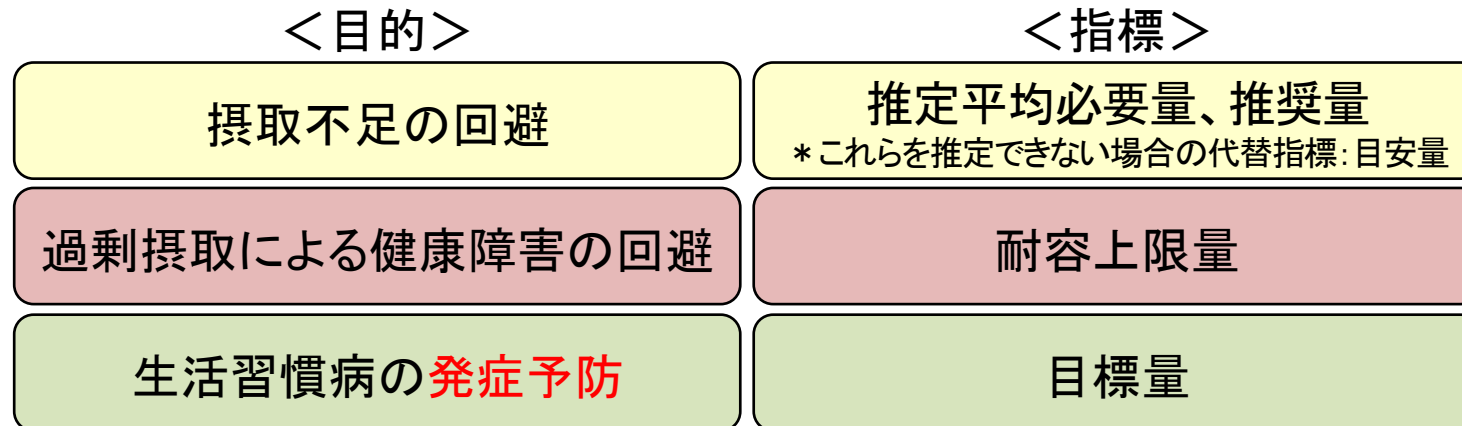 ＜目的＞
＜指標＞
摂取不足の回避
推定平均必要量、推奨量
＊これらを推定できない場合の代替指標：目安量
過剰摂取による健康障害の回避
耐容上限量
生活習慣病の発症予防
目標量